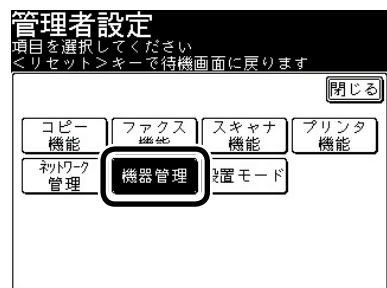 管理者設定
項目を選択してください
＜リセット＞キーで待機画面に戻ります
閉じる
コピー機能 ファクス機能 スキャナ機能 プリンタ機能
ネットワーク管理 機器管理 設置モード